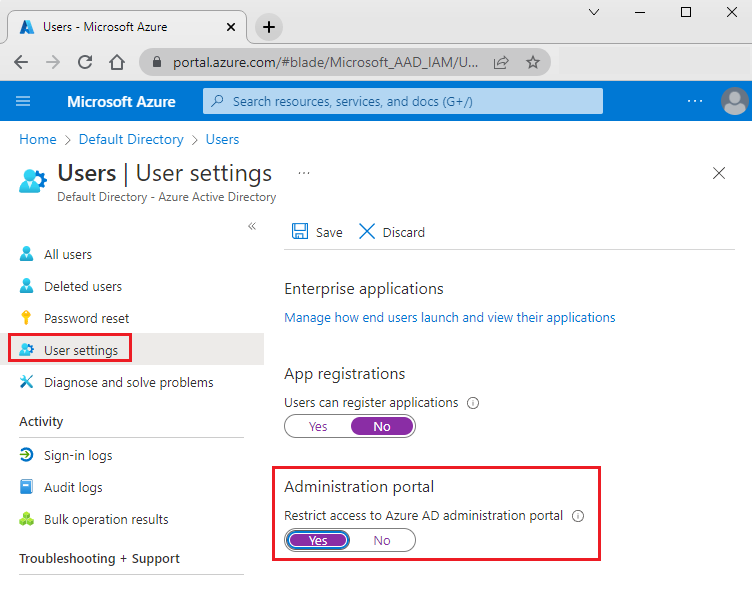 Users - Microsoft Azure
portal.azure.com/#blade/Microsoft_AAD_IAM/U...
Microsoft Azure
Search resources, services, and docs (G+/)
Home > Default Directory > Users
Users | User settings
Default Directory - Azure Active Directory
Save
Discard
All users
Deleted users
Password reset
User settings
Diagnose and solve problems
Activity
Sign-in logs
Audit logs
Bulk operation results
Troubleshooting + Support
Enterprise applications
Manage how end users launch and view their applications
App registrations
Users can register applications
Yes No
Administration portal
Restrict access to Azure AD administration portal
Yes No